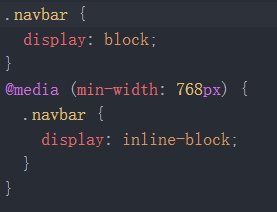 .navbar {
  display: block;
}
@media (min-width: 768px) {
  .navbar {
    display: inline-block;
  }
}